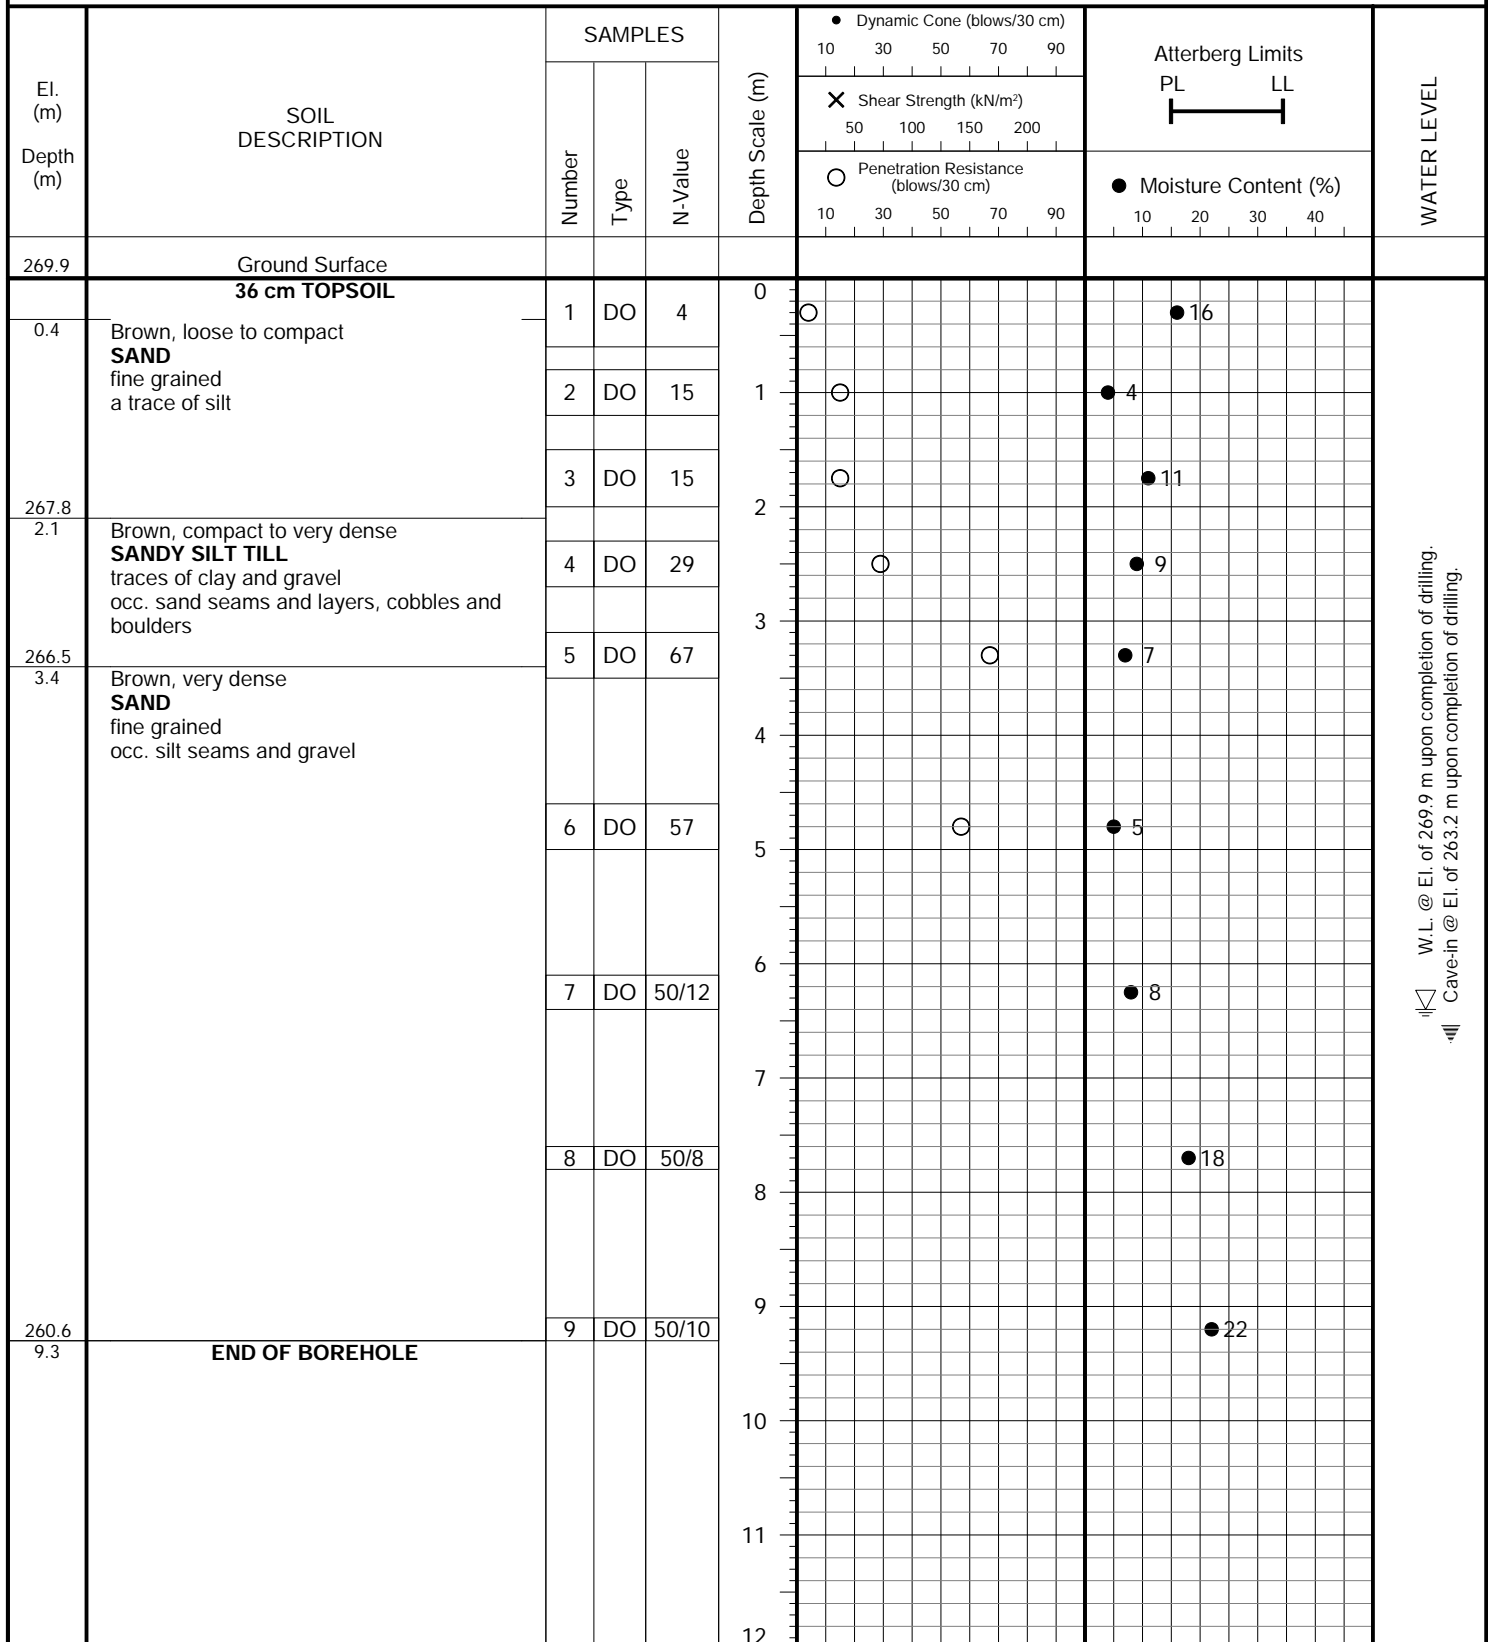 El.
(m)
Depth
(m)
SOIL
DESCRIPTION
SAMPLES
Number
Type
N-Value
Depth Scale (m)
● Dynamic Cone (blows/30 cm)
10 30 50 70 90
✕ Shear Strength (kN/m²)
50 100 150 200
○ Penetration Resistance
(blows/30 cm)
10 30 50 70 90
Atterberg Limits
PL LL
● Moisture Content (%)
10 20 30 40
WATER LEVEL
269.9 Ground Surface
36 cm TOPSOIL
0
1 DO 4 16
0.4 Brown, loose to compact
SAND
fine grained
a trace of silt
2 DO 15 1 4
3 DO 15 11
267.8 2
2.1 Brown, compact to very dense
SANDY SILT TILL
traces of clay and gravel
occ. sand seams and layers, cobbles and
boulders
4 DO 29 9
3
266.5 5 DO 67 7
3.4 Brown, very dense
SAND
fine grained
occ. silt seams and gravel
4
6 DO 57 5
5
6
7 DO 50/12 8
7
8 DO 50/8 18
8
9
260.6 9 DO 50/10 22
9.3 END OF BOREHOLE
10
11
12
W.L. @ El. of 269.9 m upon completion of drilling.
Cave-in @ El. of 263.2 m upon completion of drilling.